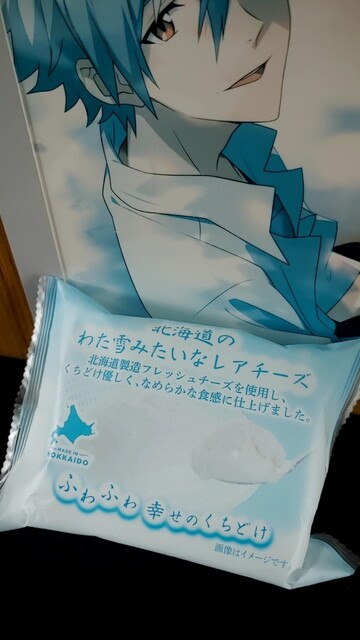 北海道の
わた雪みたいなレアチーズ
北海道製造フレッシュチーズを使用し、
くちどけ優しく、なめらかな食感に仕上げました。
MADE IN
HOKKAIDO
ふわふわ 幸せのくちどけ
画像はイメージです。